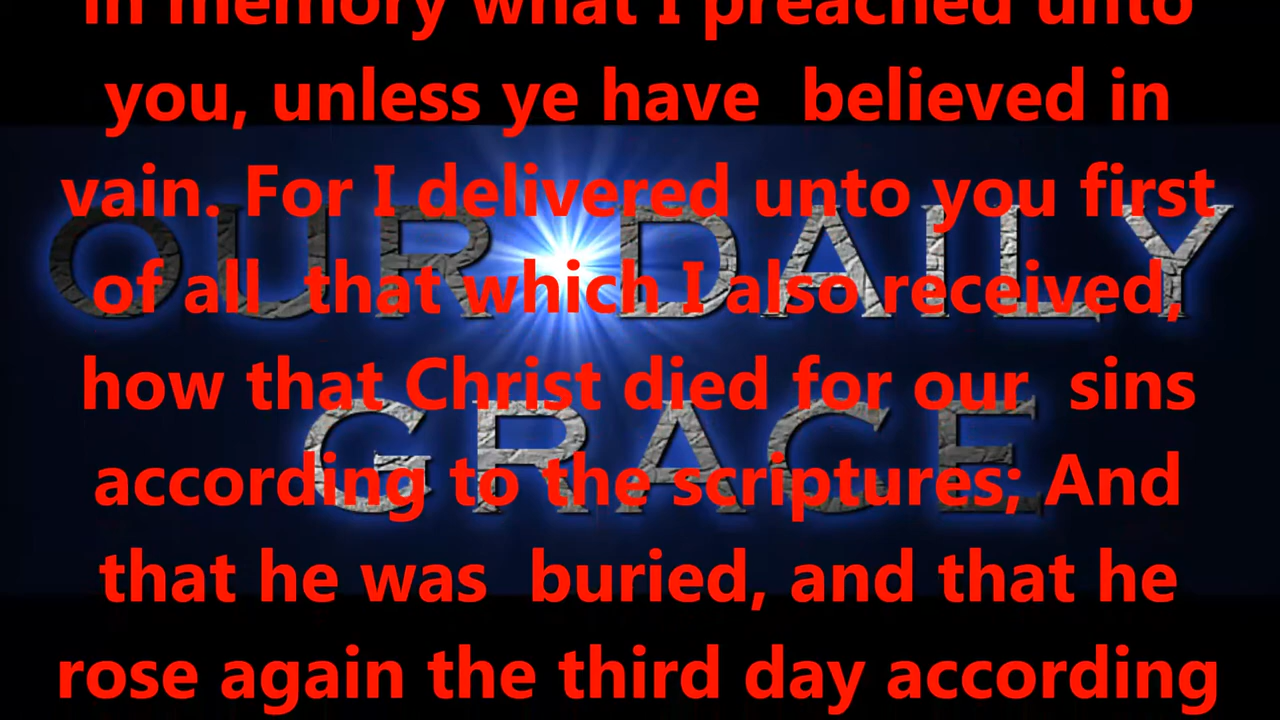 in memory what I preached unto
you, unless ye have believed in
vain. For I delivered unto you first
OUR DAILY
of all that which I also received,
how that Christ died for our sins
GRACE
according to the scriptures; And
that he was buried, and that he
rose again the third day according